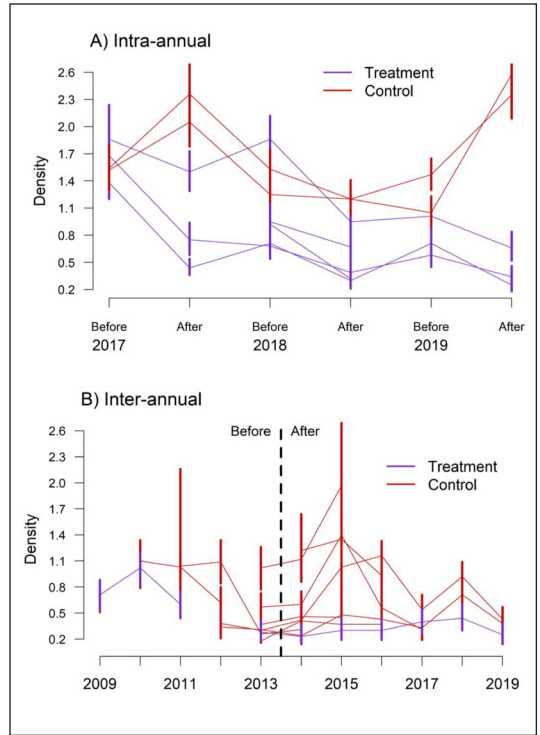 A) Intra-annual
2.6
2.3
2.0
1.7
1.4
1.1
0.8
0.5
0.2
Density
Treatment
Control
Before After Before After Before After
2017 2018 2019
B) Inter-annual
Before After
2.6
2.3
2.0
1.7
1.4
1.1
0.8
0.5
0.2
Density
Treatment
Control
2009 2011 2013 2015 2017 2019